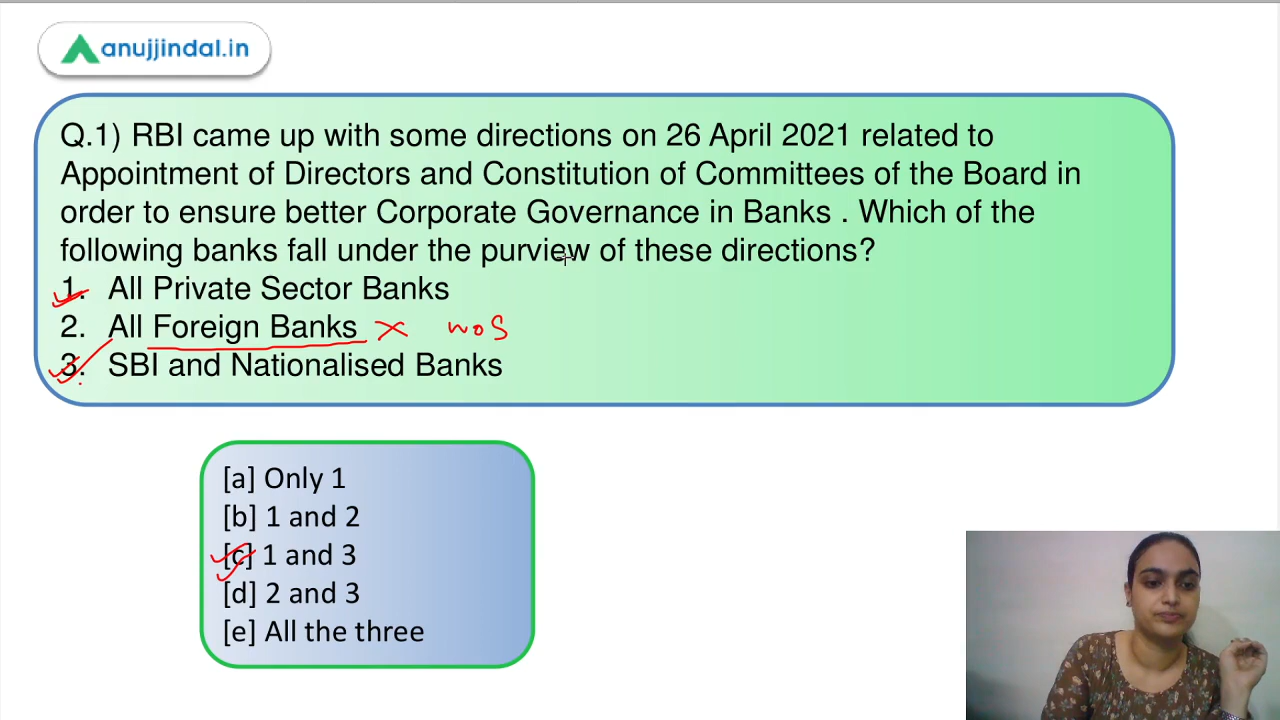 anujjindal.in
Q.1) RBI came up with some directions on 26 April 2021 related to
Appointment of Directors and Constitution of Committees of the Board in
order to ensure better Corporate Governance in Banks . Which of the
following banks fall under the purview of these directions?
1. All Private Sector Banks
2. All Foreign Banks x WOS
3. SBI and Nationalised Banks
[a] Only 1
[b] 1 and 2
[c] 1 and 3
[d] 2 and 3
[e] All the three